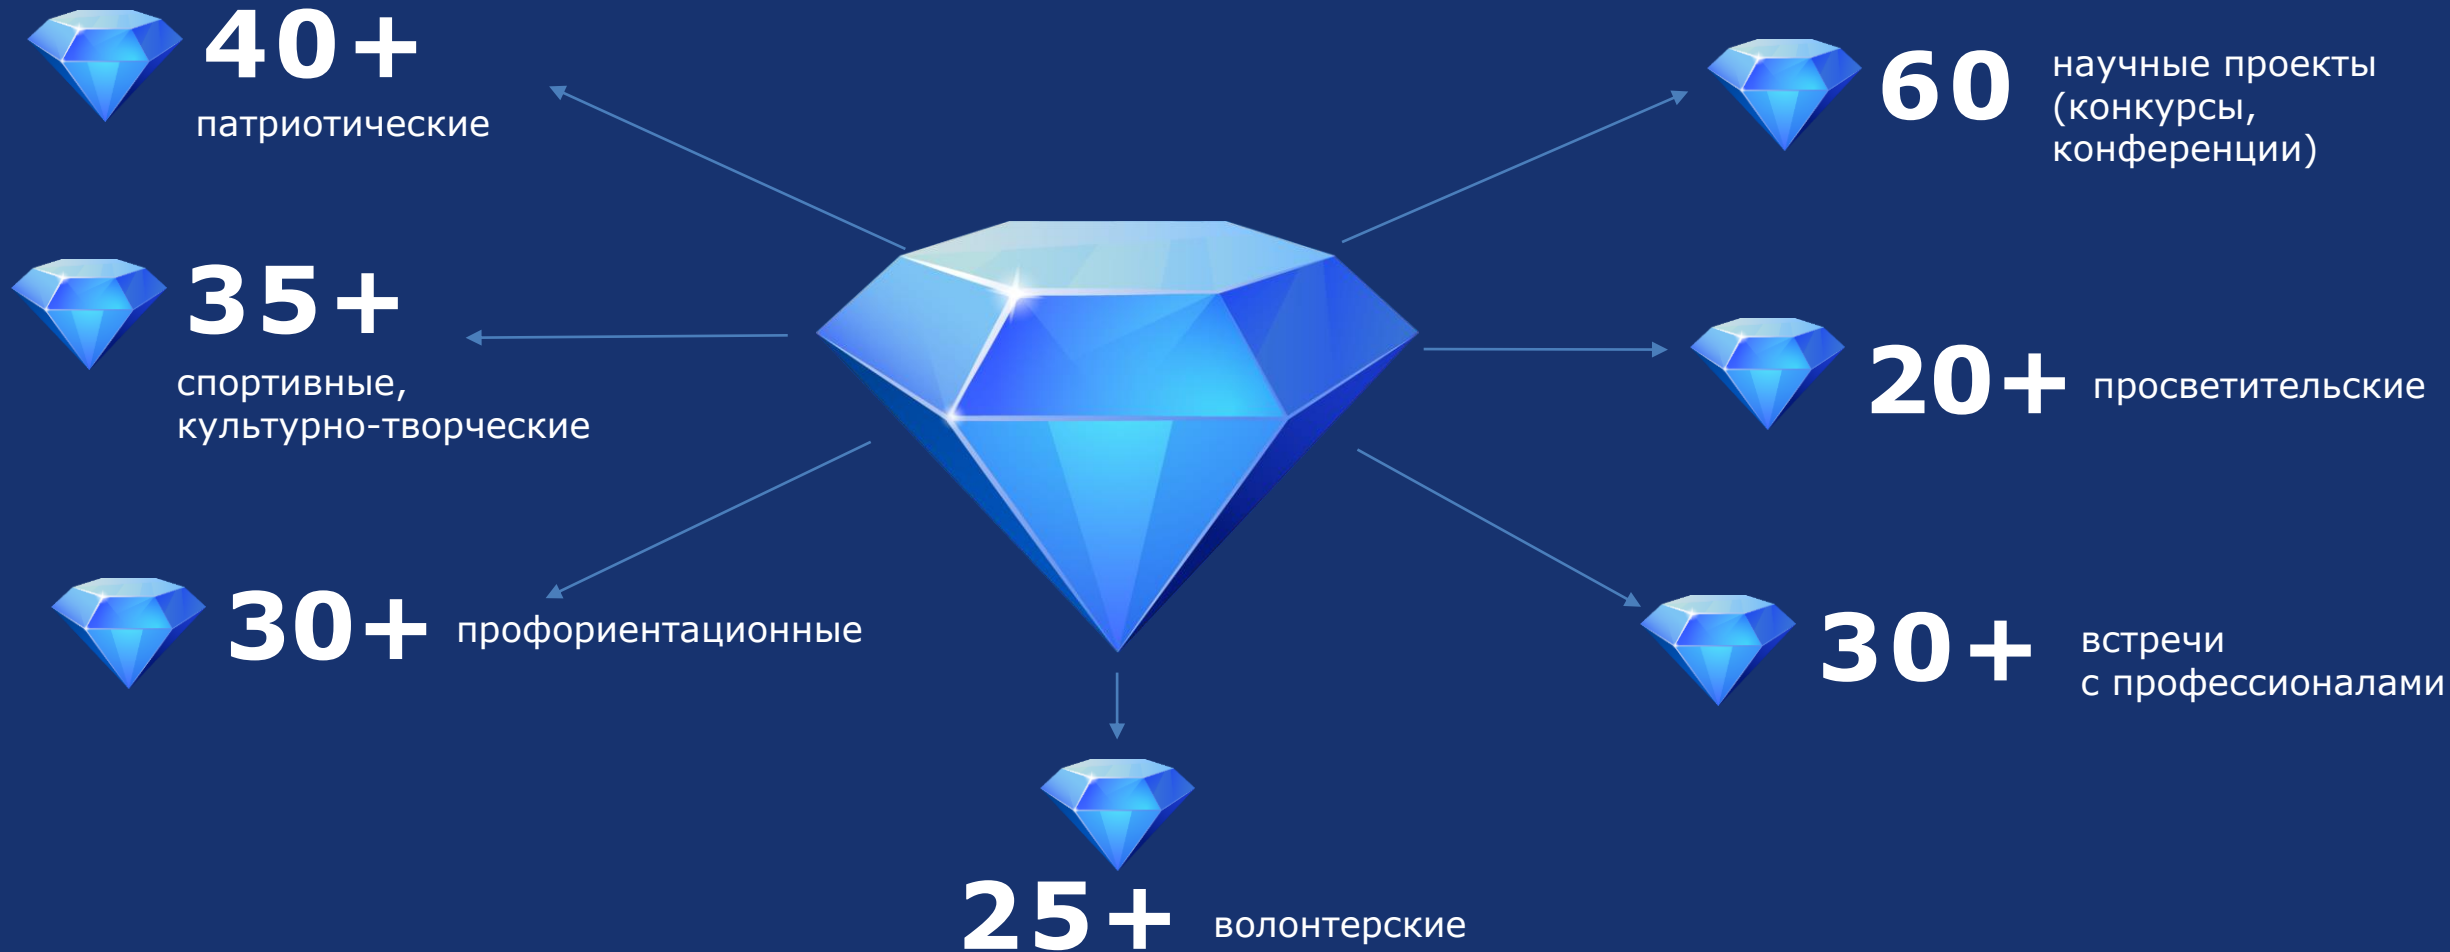 40+
патриотические
35+
спортивные,
культурно-творческие
30+ профориентационные
25+ волонтерские
60
научные проекты
(конкурсы,
конференции)
20+ просветительские
30+
встречи
с профессионалами